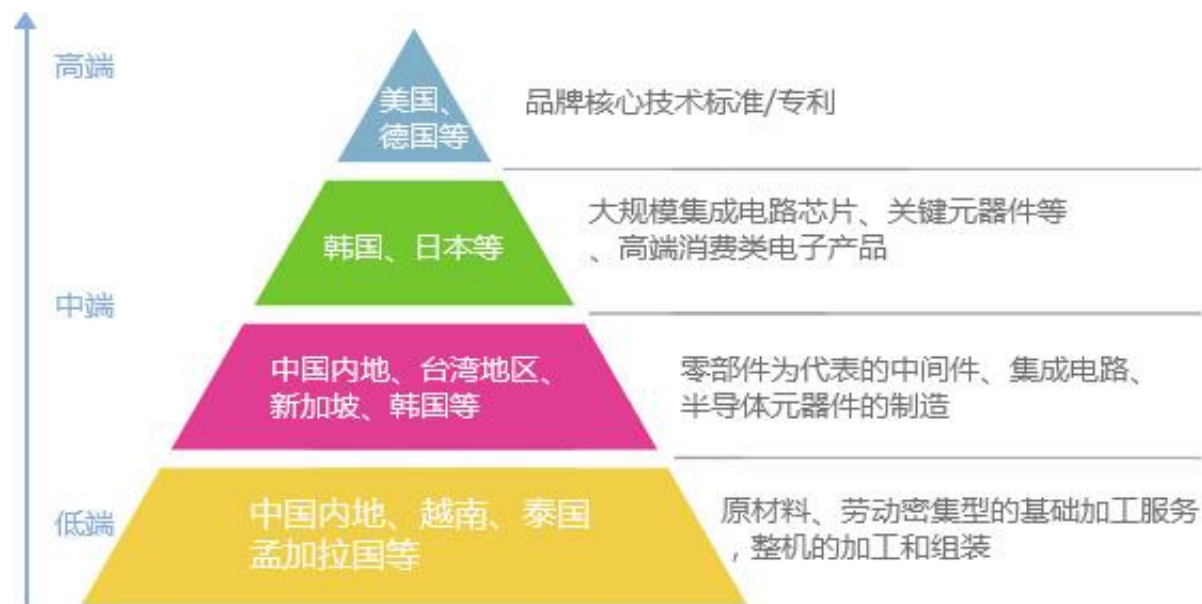 高端
美国、
德国等
品牌核心技术标准/专利
韩国、日本等
大规模集成电路芯片、关键元器件等
、高端消费类电子产品
中端
中国内地、台湾地区、
新加坡、韩国等
零部件为代表的中间件、集成电路、
半导体元器件的制造
低端
中国内地、越南、泰国
孟加拉国等
原材料、劳动密集型的基础加工服务
，整机的加工和组装